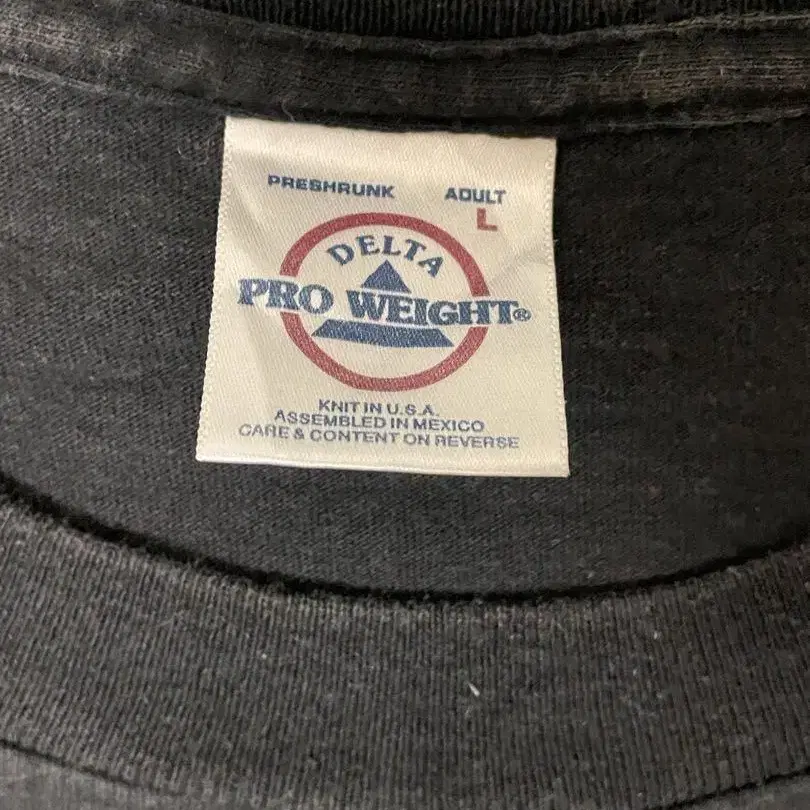 PRESHRUNK ADULT
L
DELTA
PRO WEIGHT®
KNIT IN U.S.A.
ASSEMBLED IN MEXICO
CARE & CONTENT ON REVERSE